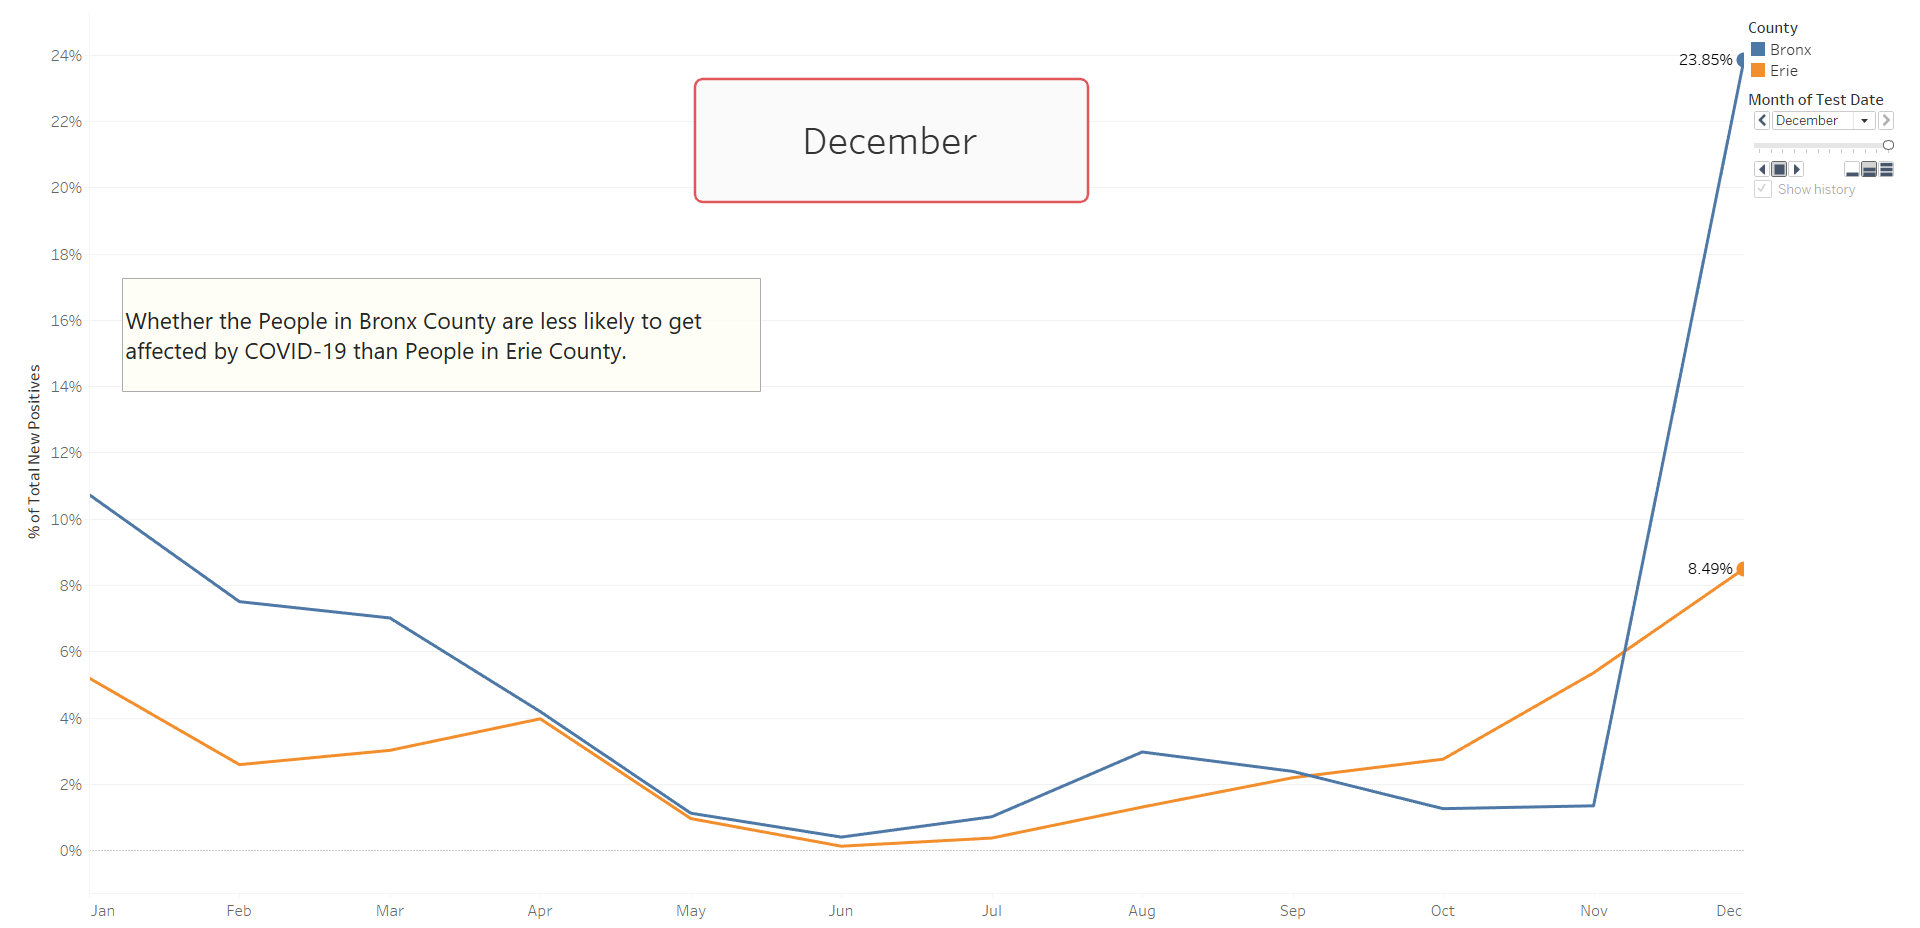 24%
22%
20%
18%
16%
14%
12%
10%
8%
6%
4%
2%
0%
% of Total New Positives
December
Whether the People in Bronx County are less likely to get
affected by COVID-19 than People in Erie County.
23.85%
8.49%
Jan Feb Mar Apr May Jun Jul Aug Sep Oct Nov Dec
County
Bronx
Erie
Month of Test Date
December
Show history